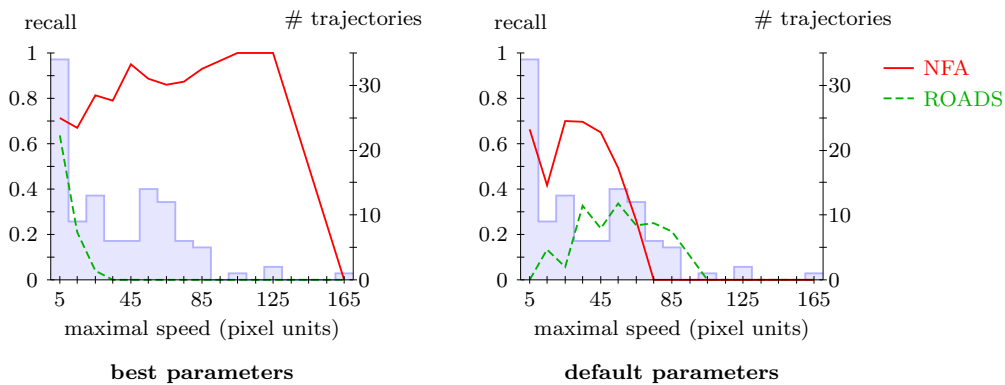 recall # trajectories recall # trajectories
1 1
30 30 NFA
0.8 0.8
ROADS
0.6 20 0.6 20
0.4 0.4
10 10
0.2 0.2
0 0 0 0
5 45 85 125 165 5 45 85 125 165
maximal speed (pixel units) maximal speed (pixel units)
best parameters default parameters